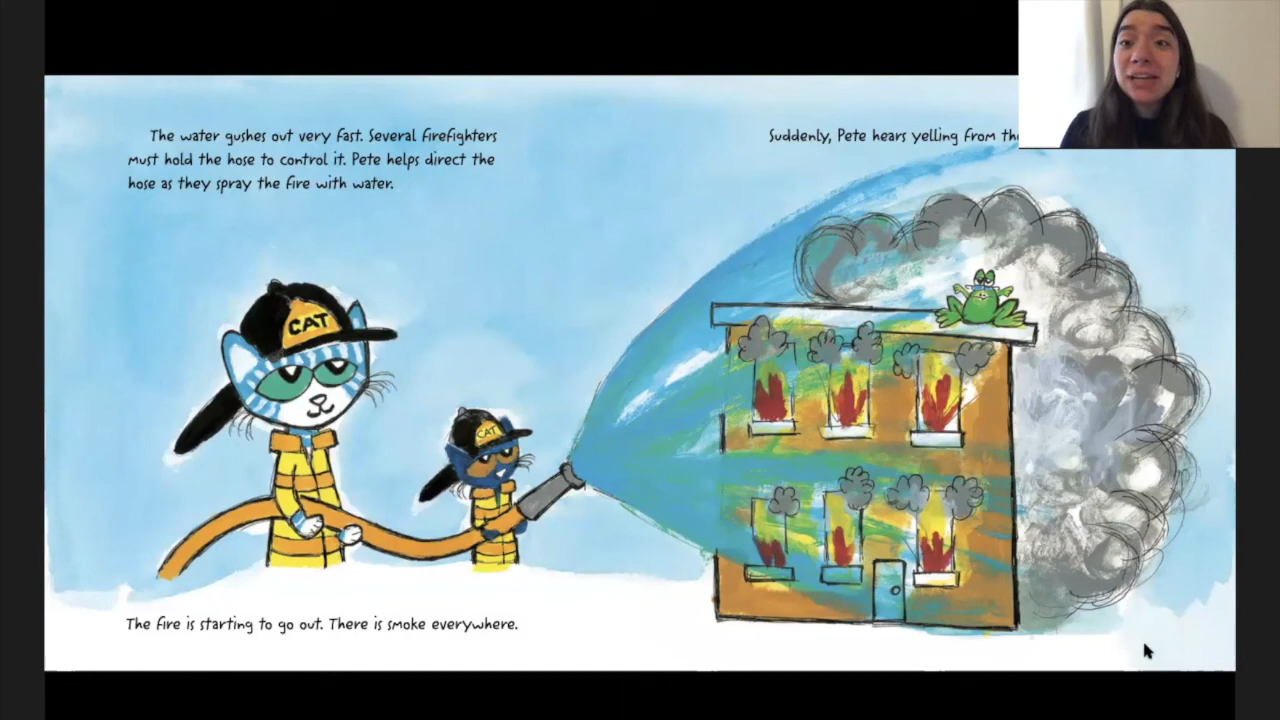 The water gushes out very fast. Several firefighters
must hold the hose to control it. Pete helps direct the
hose as they spray the fire with water.
Suddenly, Pete hears yelling from
CAT
CAT
The fire is starting to go out. There is smoke everywhere.